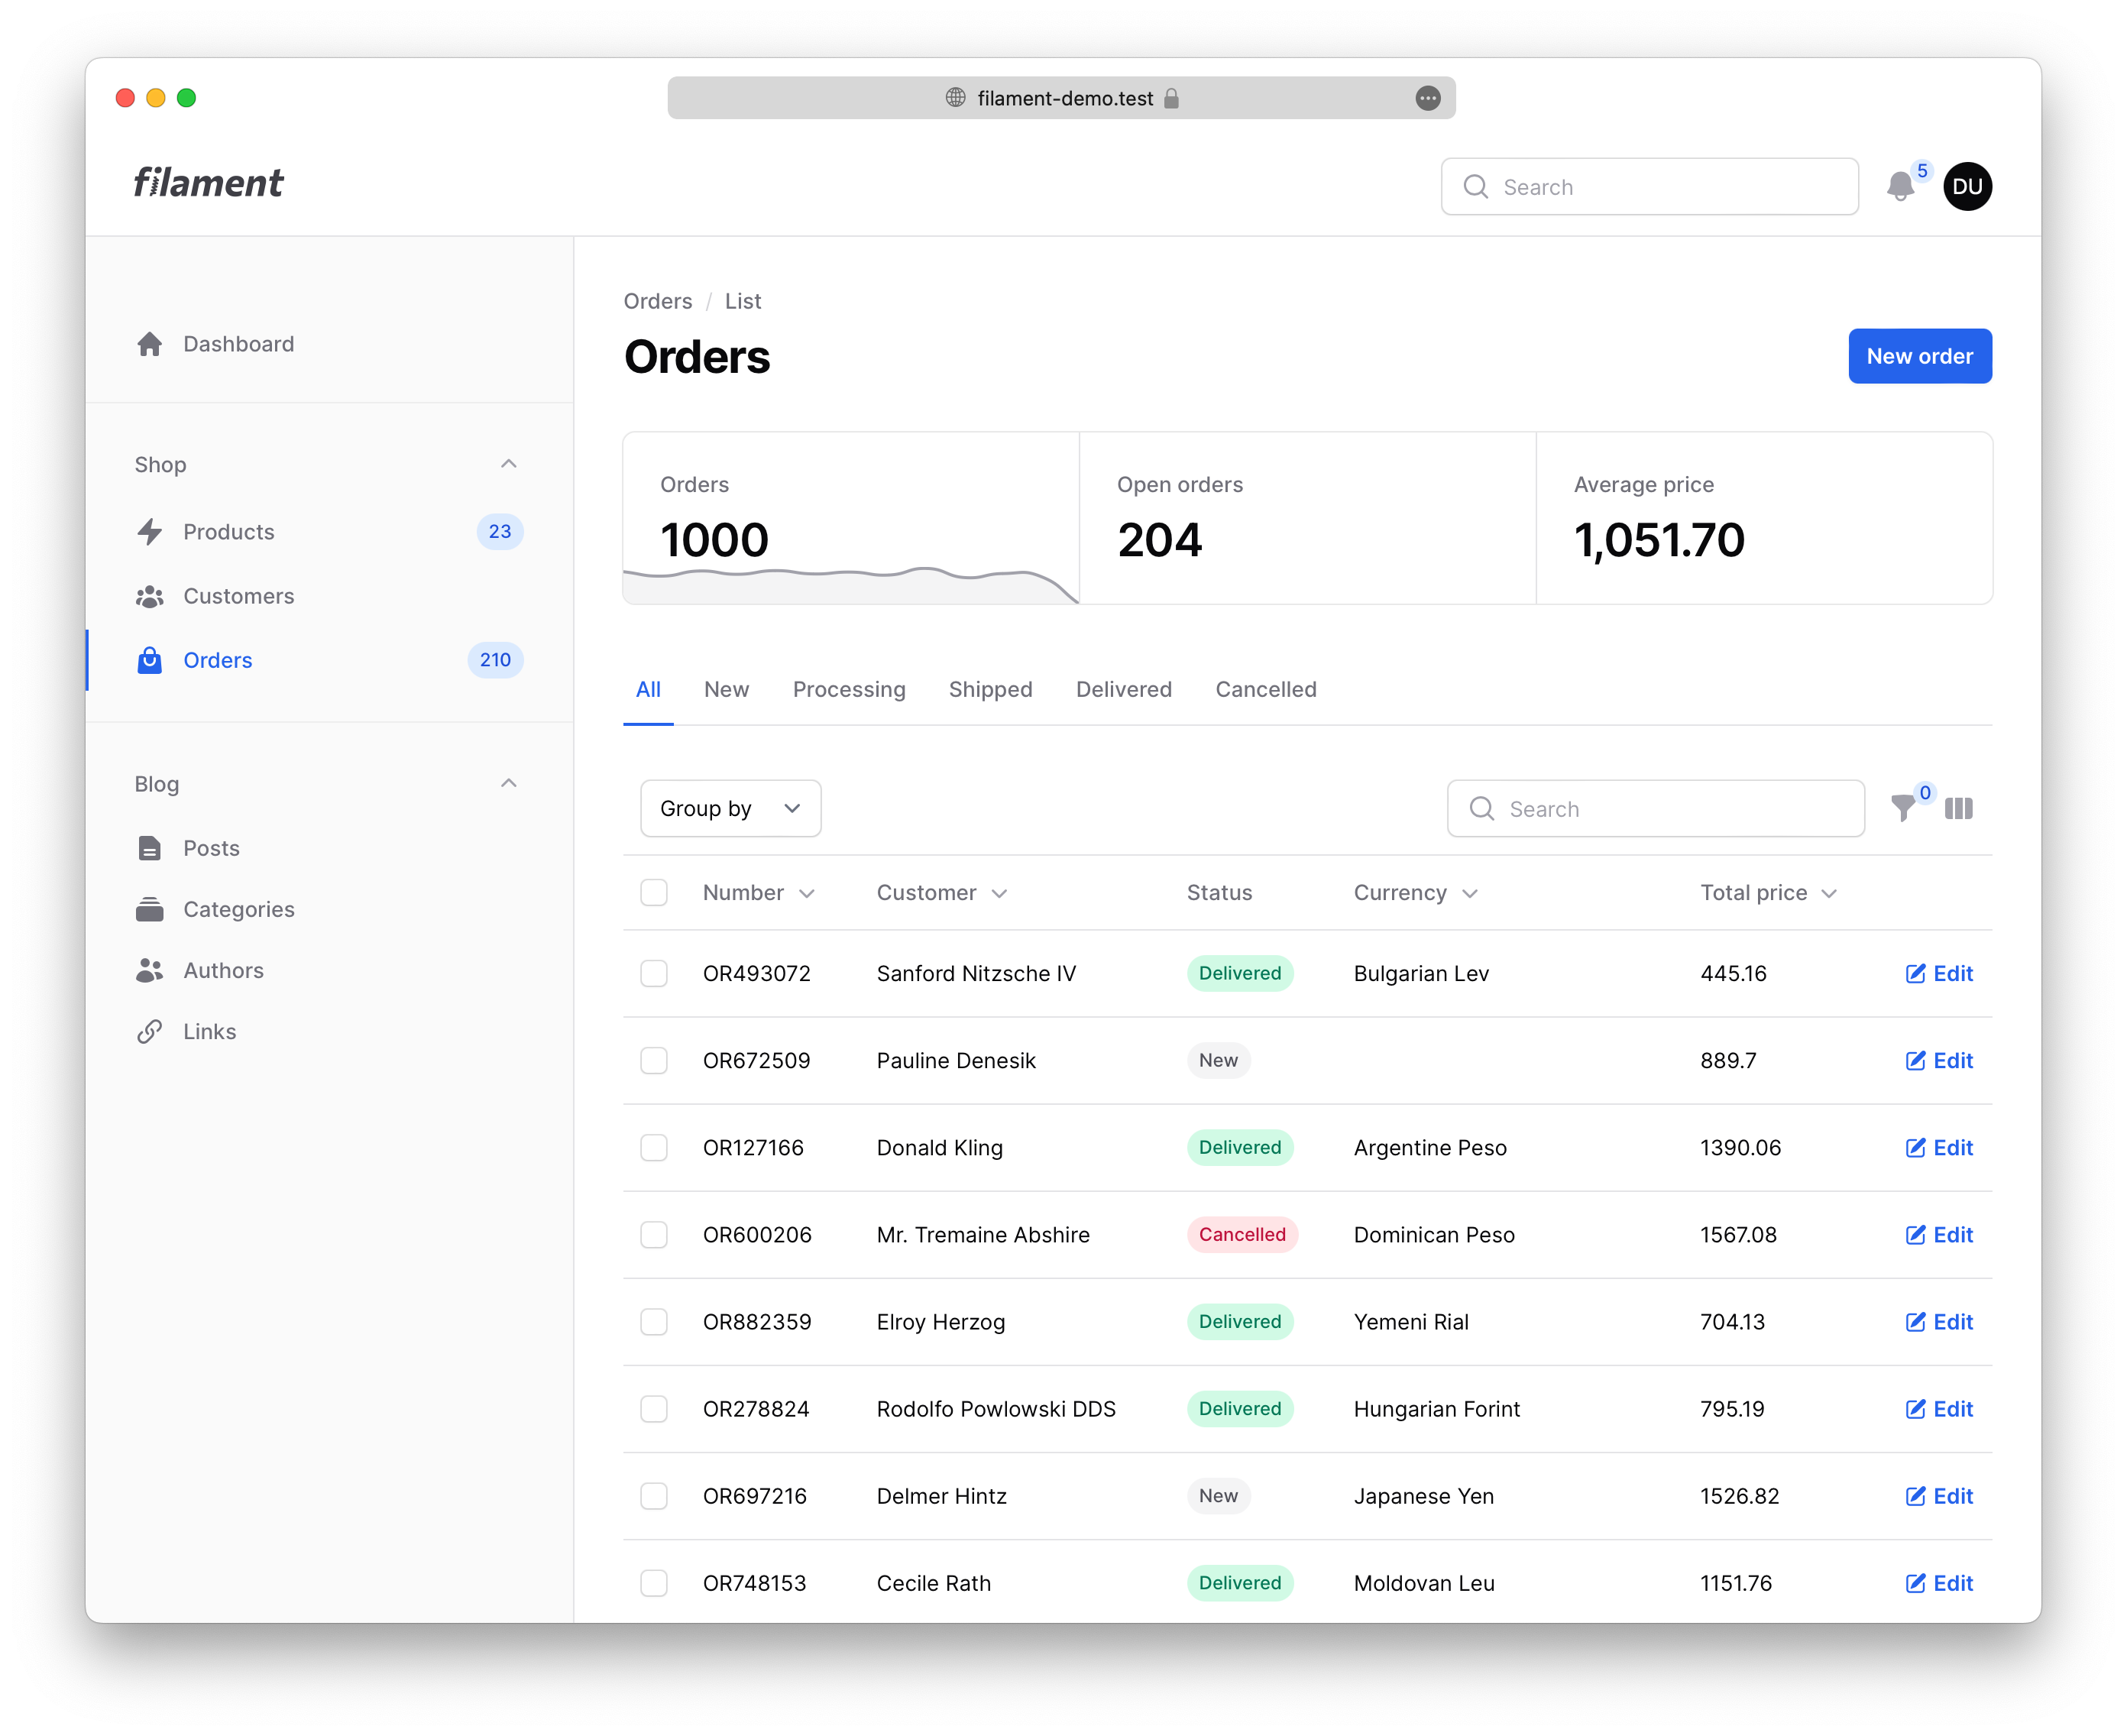 filament-demo.test
filament
Search
5
DU
Dashboard
Shop
Products 23
Customers
Orders 210
Blog
Posts
Categories
Authors
Links
Orders / List
Orders
New order
Orders
1000
Open orders
204
Average price
1,051.70
All New Processing Shipped Delivered Cancelled
Group by
Search
0
Number Customer Status Currency Total price
OR493072 Sanford Nitzsche IV Delivered Bulgarian Lev 445.16 Edit
OR672509 Pauline Denesik New 889.7 Edit
OR127166 Donald Kling Delivered Argentine Peso 1390.06 Edit
OR600206 Mr. Tremaine Abshire Cancelled Dominican Peso 1567.08 Edit
OR882359 Elroy Herzog Delivered Yemeni Rial 704.13 Edit
OR278824 Rodolfo Powlowski DDS Delivered Hungarian Forint 795.19 Edit
OR697216 Delmer Hintz New Japanese Yen 1526.82 Edit
OR748153 Cecile Rath Delivered Moldovan Leu 1151.76 Edit